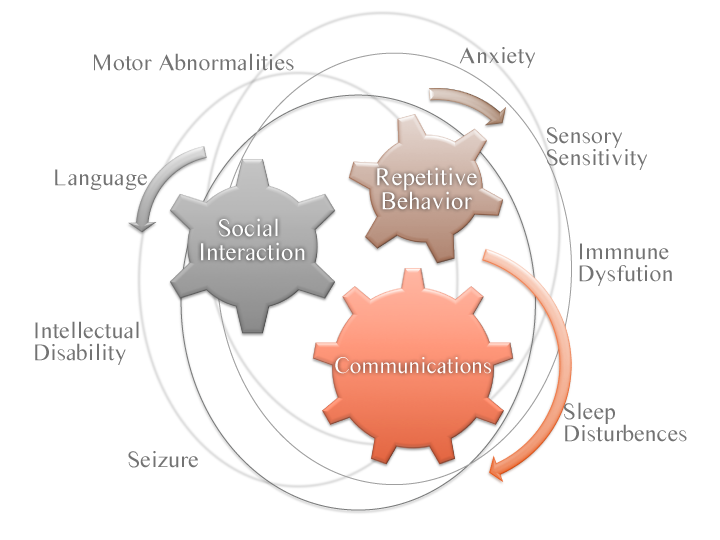 Motor Abnormalities
Anxiety
Sensory
Sensitivity
Language
Repetitive
Behavior
Social
Interaction
Immnune
Dysfution
Intellectual
Disability
Communications
Sleep
Disturbences
Seizure